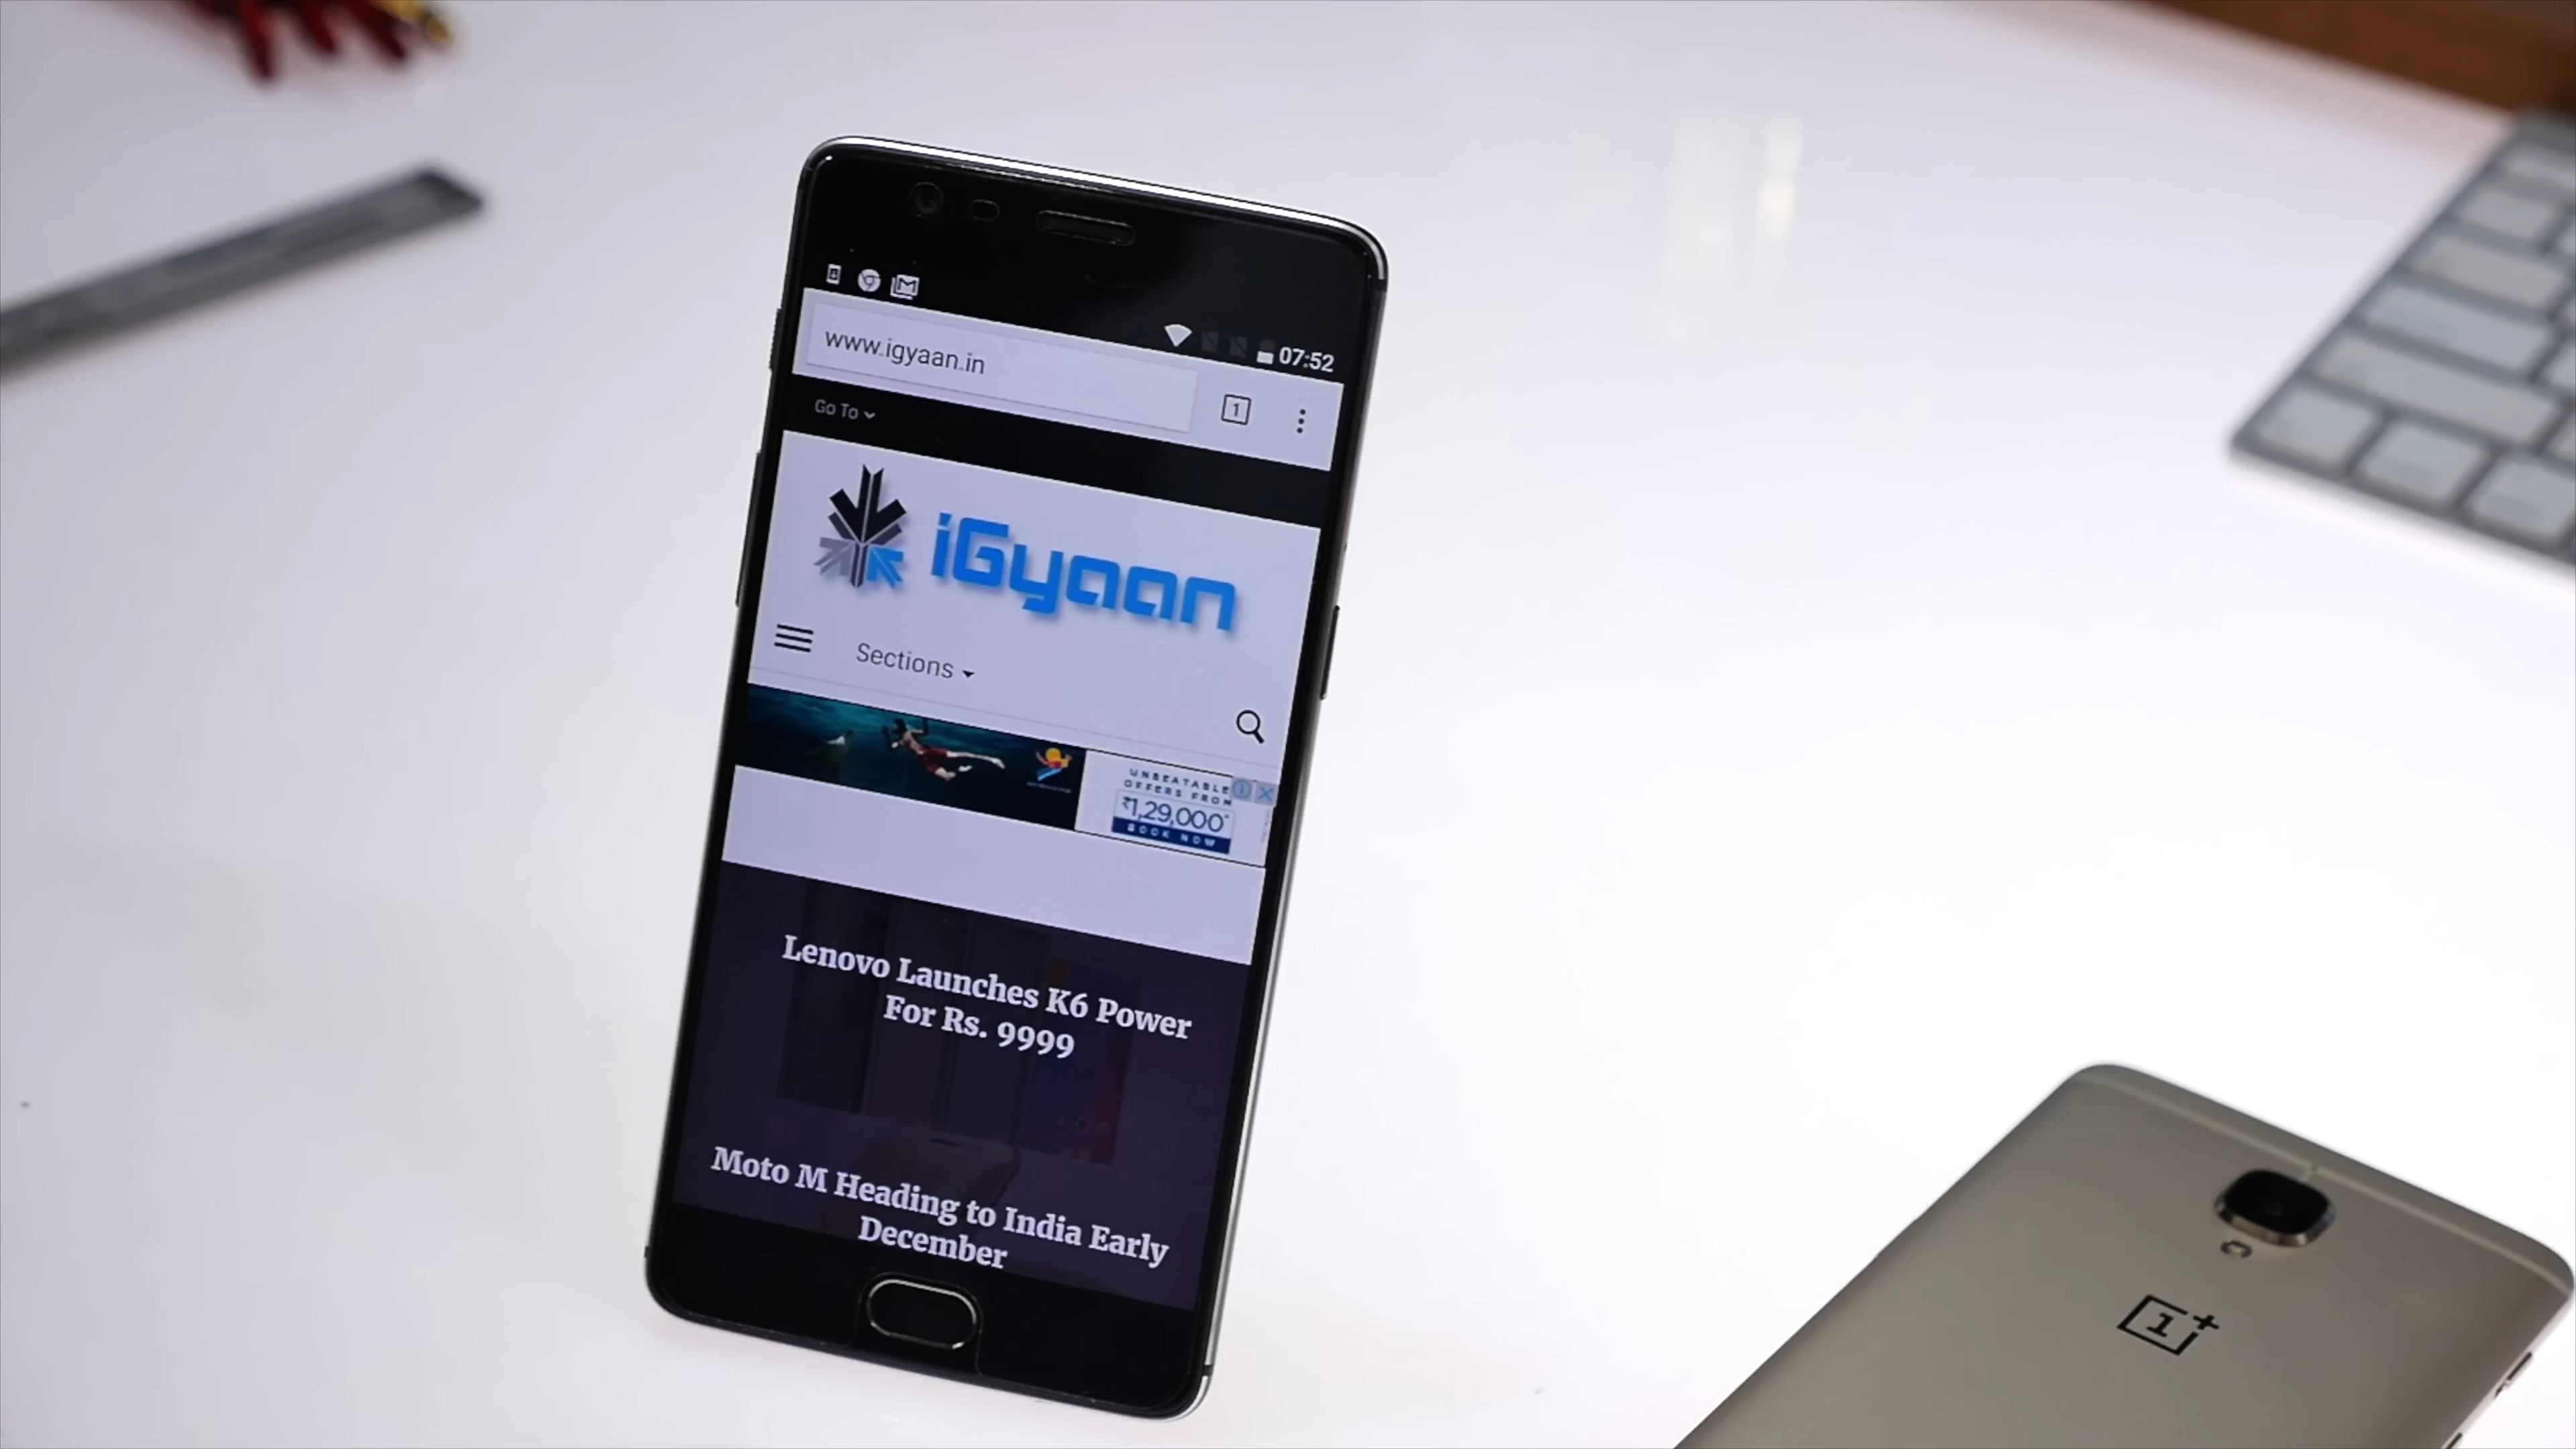 07:52
www.igyaan.in
1
Go To
iGyaan
Sections
UNBEATABLE
OFFERS FROM
₹1,29,000*
BOOK NOW
Lenovo Launches K6 Power
For Rs. 9999
Moto M Heading to India Early
December
1+